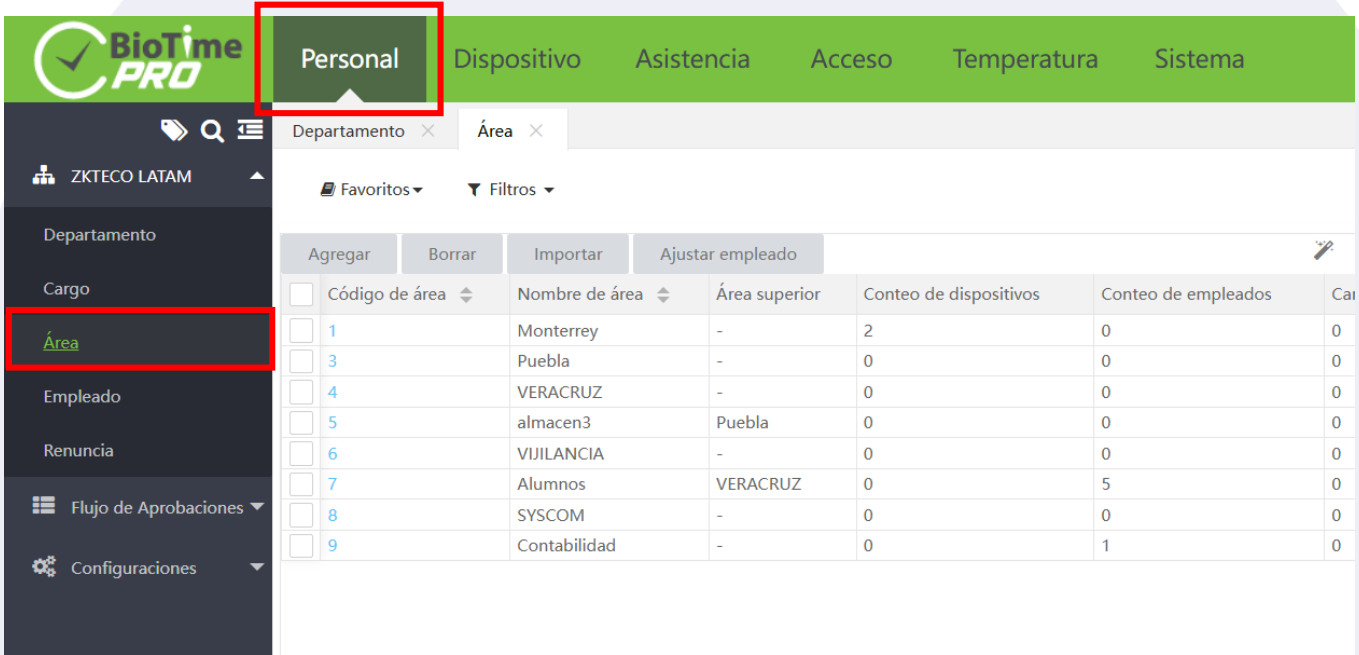 BioTime PRO
Personal Dispositivo Asistencia Acceso Temperatura Sistema
Departamento Área
ZKTECO LATAM
Departamento
Cargo
Área
Empleado
Renuncia
Flujo de Aprobaciones
Configuraciones
Favoritos Filtros
Agregar Borrar Importar Ajustar empleado
Código de área Nombre de área Área superior Conteo de dispositivos Conteo de empleados Car
1 Monterrey - 2 0 0
3 Puebla - 0 0 0
4 VERACRUZ - 0 0 0
5 almacen3 Puebla 0 0 0
6 VIJILANCIA - 0 0 0
7 Alumnos VERACRUZ 0 5 0
8 SYSCOM - 0 0 0
9 Contabilidad - 0 1 0